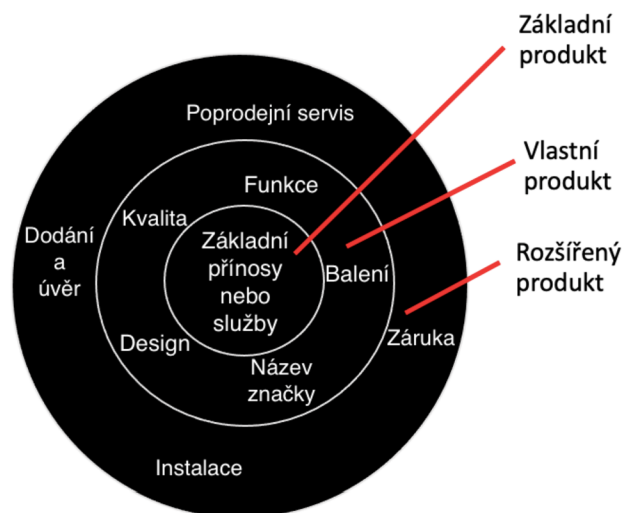 Základní
produkt
Poprodejní servis
Vlastní
produkt
Funkce
Kvalita
Dodání
a
úvěr
Základní
přínosy
nebo
služby
Balení
Rozšířený
produkt
Záruka
Design
Název
značky
Instalace